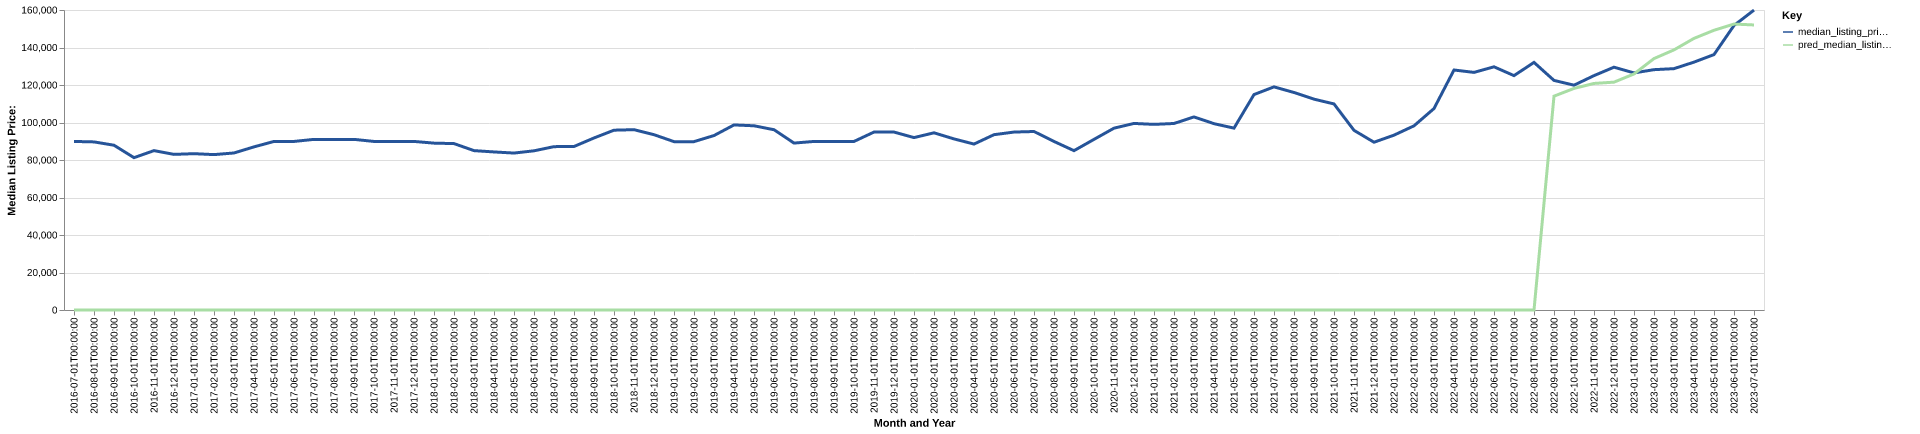 160,000
140,000
120,000
100,000
80,000
60,000
40,000
20,000
0
Median Listing Price:
2016-07-01T00:00:00
2016-08-01T00:00:00
2016-09-01T00:00:00
2016-10-01T00:00:00
2016-11-01T00:00:00
2016-12-01T00:00:00
2017-01-01T00:00:00
2017-02-01T00:00:00
2017-03-01T00:00:00
2017-04-01T00:00:00
2017-05-01T00:00:00
2017-06-01T00:00:00
2017-07-01T00:00:00
2017-08-01T00:00:00
2017-09-01T00:00:00
2017-10-01T00:00:00
2017-11-01T00:00:00
2017-12-01T00:00:00
2018-01-01T00:00:00
2018-02-01T00:00:00
2018-03-01T00:00:00
2018-04-01T00:00:00
2018-05-01T00:00:00
2018-06-01T00:00:00
2018-07-01T00:00:00
2018-08-01T00:00:00
2018-09-01T00:00:00
2018-10-01T00:00:00
2018-11-01T00:00:00
2018-12-01T00:00:00
2019-01-01T00:00:00
2019-02-01T00:00:00
2019-03-01T00:00:00
2019-04-01T00:00:00
2019-05-01T00:00:00
2019-06-01T00:00:00
2019-07-01T00:00:00
2019-08-01T00:00:00
2019-09-01T00:00:00
2019-10-01T00:00:00
2019-11-01T00:00:00
2019-12-01T00:00:00
2020-01-01T00:00:00
2020-02-01T00:00:00
2020-03-01T00:00:00
2020-04-01T00:00:00
2020-05-01T00:00:00
2020-06-01T00:00:00
2020-07-01T00:00:00
2020-08-01T00:00:00
2020-09-01T00:00:00
2020-10-01T00:00:00
2020-11-01T00:00:00
2020-12-01T00:00:00
2021-01-01T00:00:00
2021-02-01T00:00:00
2021-03-01T00:00:00
2021-04-01T00:00:00
2021-05-01T00:00:00
2021-06-01T00:00:00
2021-07-01T00:00:00
2021-08-01T00:00:00
2021-09-01T00:00:00
2021-10-01T00:00:00
2021-11-01T00:00:00
2021-12-01T00:00:00
2022-01-01T00:00:00
2022-02-01T00:00:00
2022-03-01T00:00:00
2022-04-01T00:00:00
2022-05-01T00:00:00
2022-06-01T00:00:00
2022-07-01T00:00:00
2022-08-01T00:00:00
2022-09-01T00:00:00
2022-10-01T00:00:00
2022-11-01T00:00:00
2022-12-01T00:00:00
2023-01-01T00:00:00
2023-02-01T00:00:00
2023-03-01T00:00:00
2023-04-01T00:00:00
2023-05-01T00:00:00
2023-06-01T00:00:00
2023-07-01T00:00:00
Month and Year
Key
median_listing_pri…
pred_median_listin…